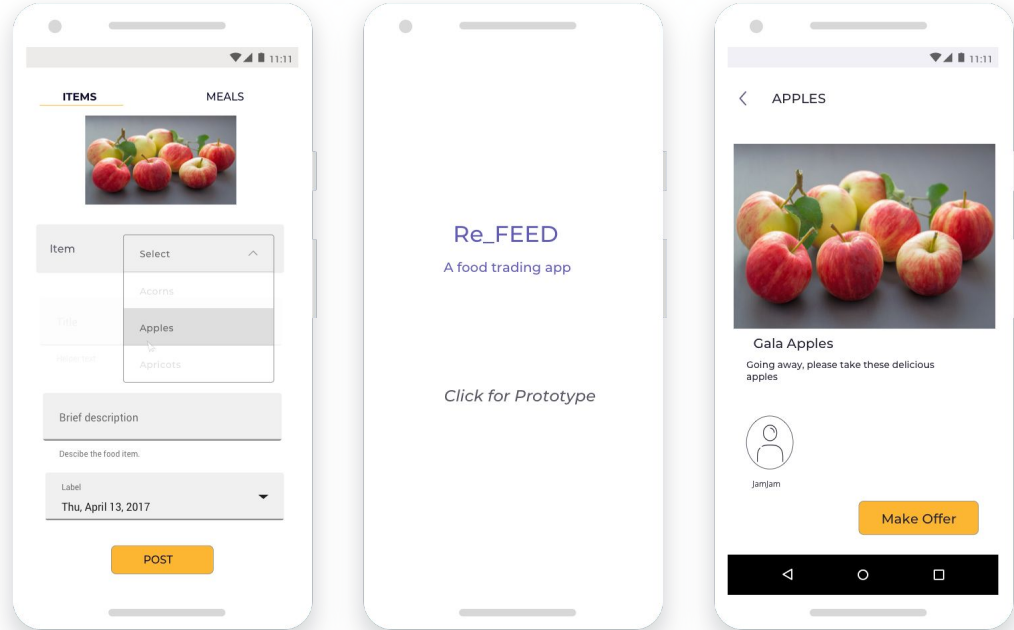 11:11
ITEMS
MEALS
Item
Select
Acorns
Title
Apples
Apricots
Brief description
Descibe the food item.
Label
Thu, April 13, 2017
POST
Re_FEED
A food trading app
Click for Prototype
11:11
APPLES
Gala Apples
Going away, please take these delicious
apples
JamJam
Make Offer